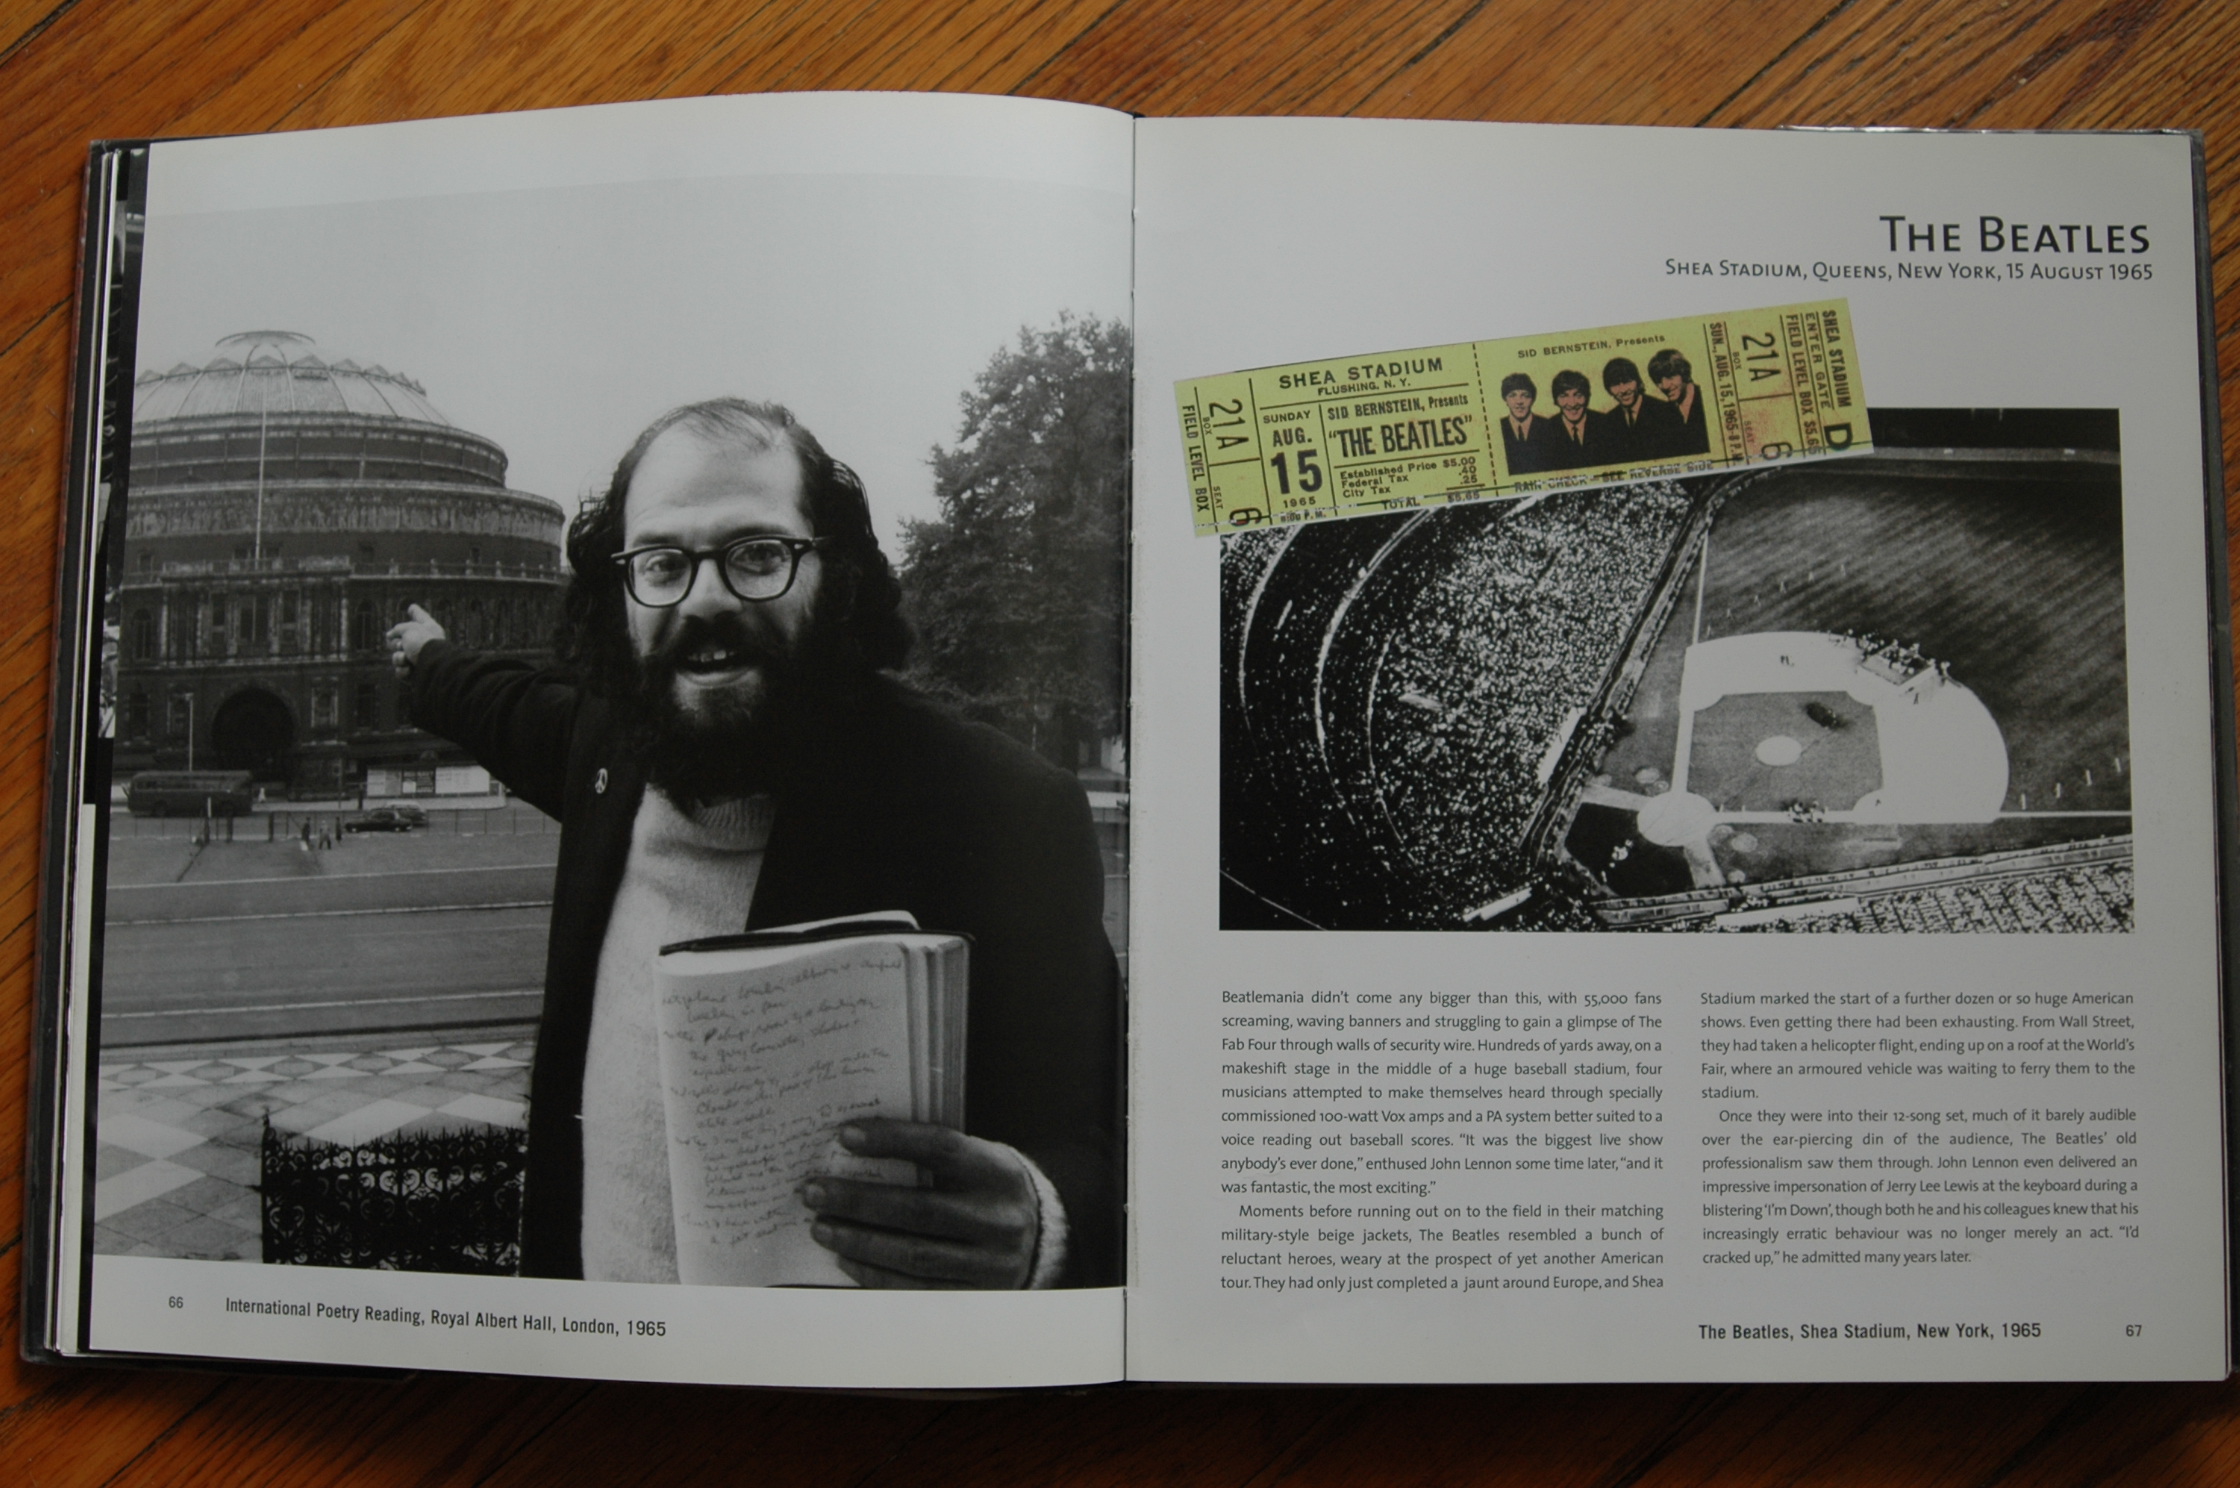 66
International Poetry Reading, Royal Albert Hall, London, 1965
THE BEATLES
SHEA STADIUM, QUEENS, NEW YORK, 15 AUGUST 1965
FIELD LEVEL BOX
BOX
21A
SEAT
6
SHEA STADIUM
FLUSHING, N. Y.
SUNDAY
AUG.
15
1965
8:00 P.M.
SID BERNSTEIN, Presents
"THE BEATLES"
Established Price $5.00
Federal Tax .40
City Tax .25
TOTAL $5.65
SID BERNSTEIN, Presents
RAIN CHECK - SEE REVERSE SIDE
SUN., AUG. 15, 1965-8 P.M.
BOX
21A
SEAT
6
FIELD LEVEL BOX $5.65
ENTER GATE
D
SHEA STADIUM
Beatlemania didn't come any bigger than this, with 55,000 fans
screaming, waving banners and struggling to gain a glimpse of The
Fab Four through walls of security wire. Hundreds of yards away, on a
makeshift stage in the middle of a huge baseball stadium, four
musicians attempted to make themselves heard through specially
commissioned 100-watt Vox amps and a PA system better suited to a
voice reading out baseball scores. "It was the biggest live show
anybody's ever done," enthused John Lennon some time later, "and it
was fantastic, the most exciting."
Moments before running out on to the field in their matching
military-style beige jackets, The Beatles resembled a bunch of
reluctant heroes, weary at the prospect of yet another American
tour. They had only just completed a jaunt around Europe, and Shea
Stadium marked the start of a further dozen or so huge American
shows. Even getting there had been exhausting. From Wall Street,
they had taken a helicopter flight, ending up on a roof at the World's
Fair, where an armoured vehicle was waiting to ferry them to the
stadium.
Once they were into their 12-song set, much of it barely audible
over the ear-piercing din of the audience, The Beatles' old
professionalism saw them through. John Lennon even delivered an
impressive impersonation of Jerry Lee Lewis at the keyboard during a
blistering 'I'm Down', though both he and his colleagues knew that his
increasingly erratic behaviour was no longer merely an act. "I'd
cracked up," he admitted many years later.
The Beatles, Shea Stadium, New York, 1965
67